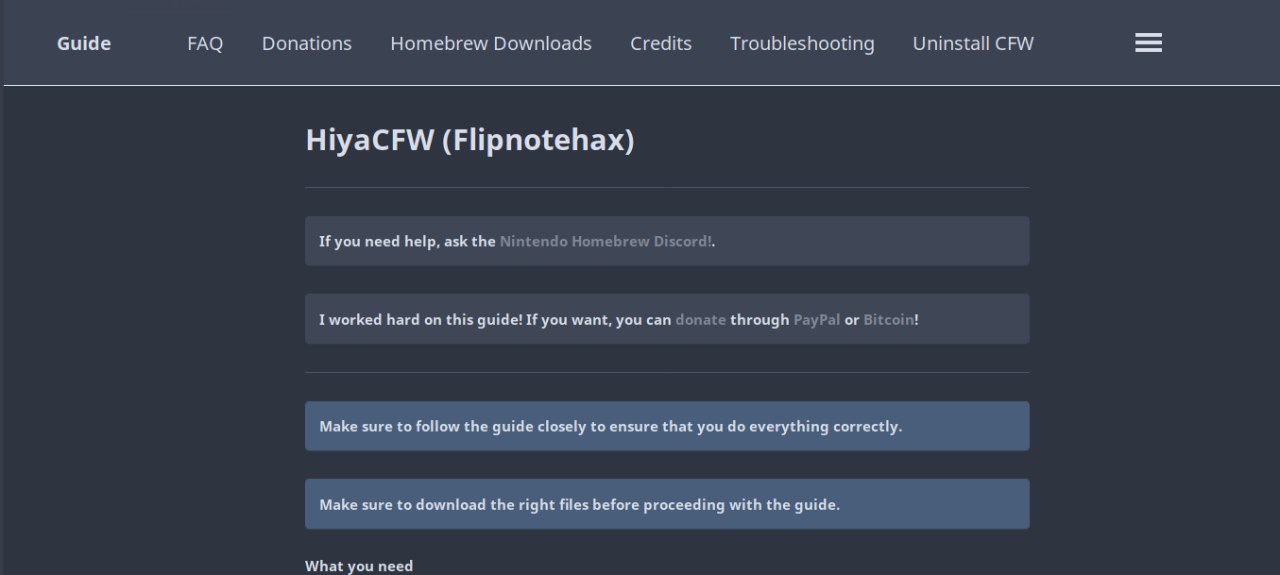 Guide FAQ Donations Homebrew Downloads Credits Troubleshooting Uninstall CFW
HiyaCFW (Flipnotehax)
If you need help, ask the Nintendo Homebrew Discord!.
I worked hard on this guide! If you want, you can donate through PayPal or Bitcoin!
Make sure to follow the guide closely to ensure that you do everything correctly.
Make sure to download the right files before proceeding with the guide.
What you need